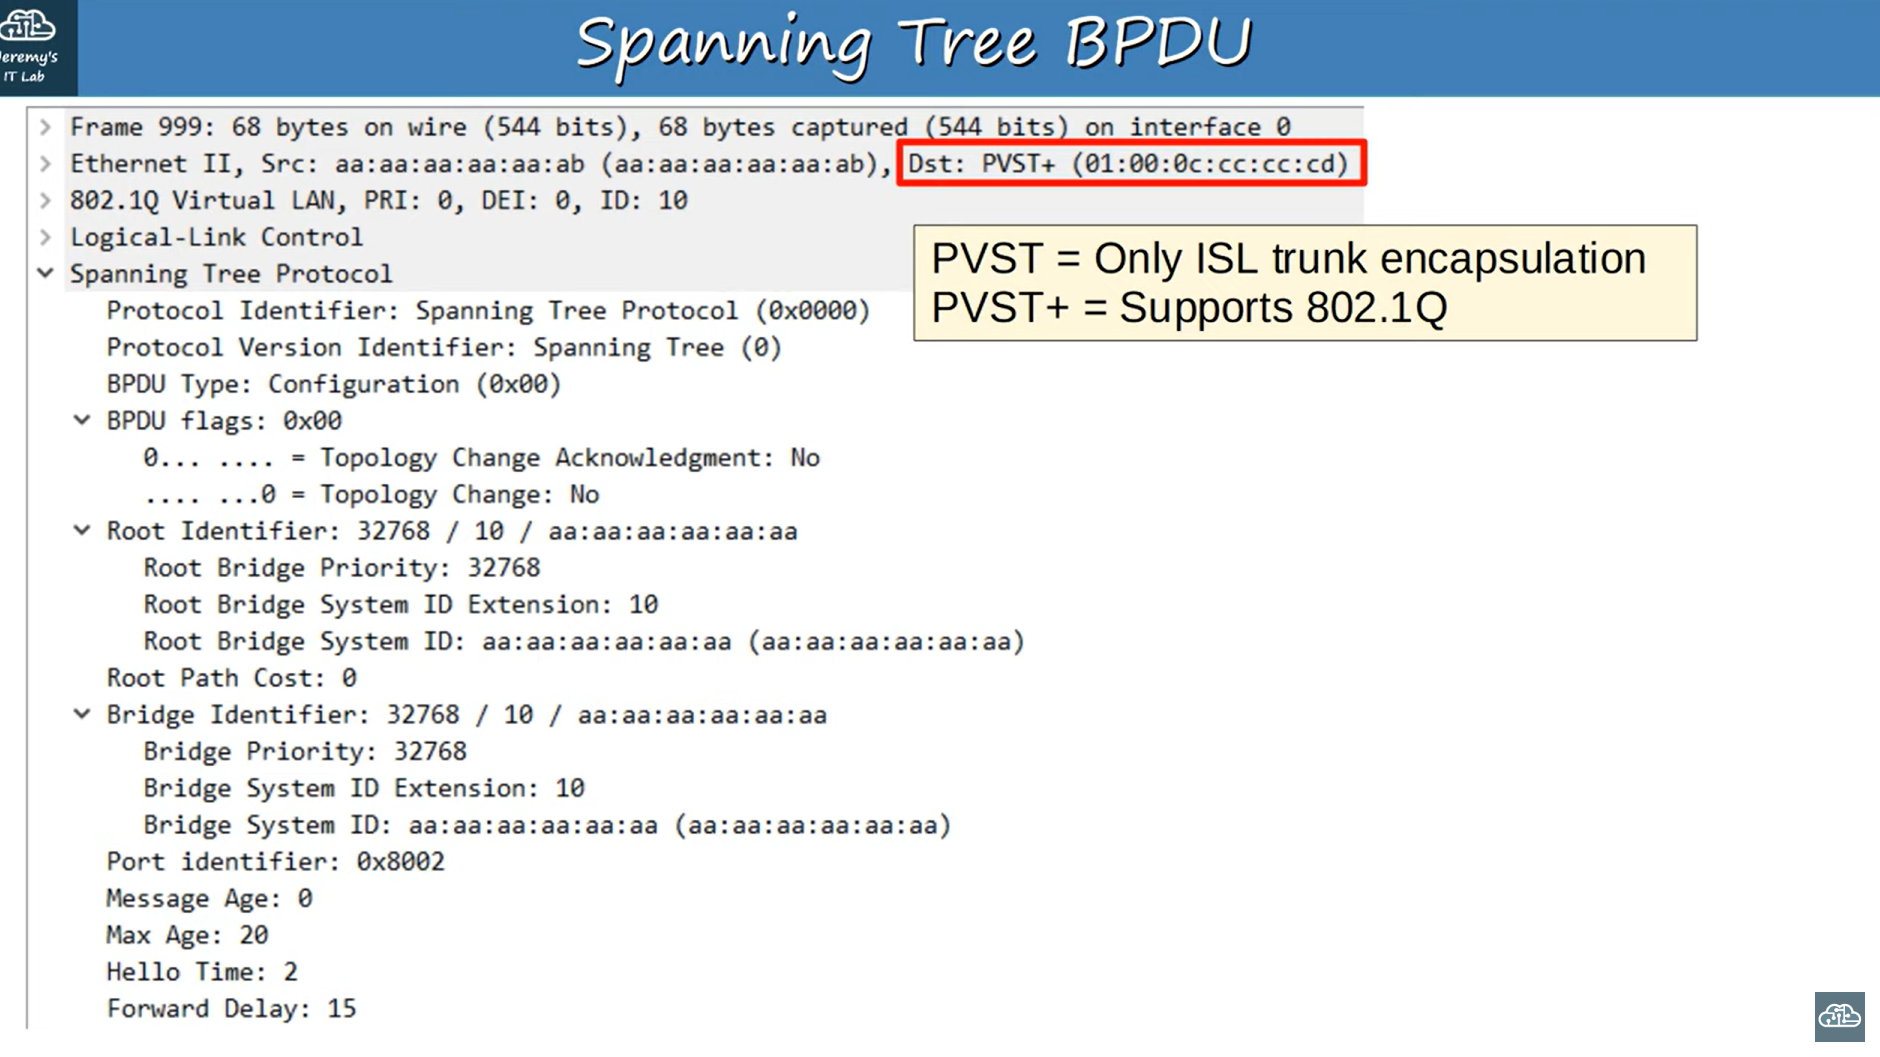 Jeremy's
IT Lab
Spanning Tree BPDU
Frame 999: 68 bytes on wire (544 bits), 68 bytes captured (544 bits) on interface 0
Ethernet II, Src: aa:aa:aa:aa:aa:ab (aa:aa:aa:aa:aa:ab), Dst: PVST+ (01:00:0c:cc:cc:cd)
802.1Q Virtual LAN, PRI: 0, DEI: 0, ID: 10
Logical-Link Control
Spanning Tree Protocol
PVST = Only ISL trunk encapsulation
PVST+ = Supports 802.1Q
Protocol Identifier: Spanning Tree Protocol (0x0000)
Protocol Version Identifier: Spanning Tree (0)
BPDU Type: Configuration (0x00)
BPDU flags: 0x00
0... .... = Topology Change Acknowledgment: No
.... ...0 = Topology Change: No
Root Identifier: 32768 / 10 / aa:aa:aa:aa:aa:aa
Root Bridge Priority: 32768
Root Bridge System ID Extension: 10
Root Bridge System ID: aa:aa:aa:aa:aa:aa (aa:aa:aa:aa:aa:aa)
Root Path Cost: 0
Bridge Identifier: 32768 / 10 / aa:aa:aa:aa:aa:aa
Bridge Priority: 32768
Bridge System ID Extension: 10
Bridge System ID: aa:aa:aa:aa:aa:aa (aa:aa:aa:aa:aa:aa)
Port identifier: 0x8002
Message Age: 0
Max Age: 20
Hello Time: 2
Forward Delay: 15